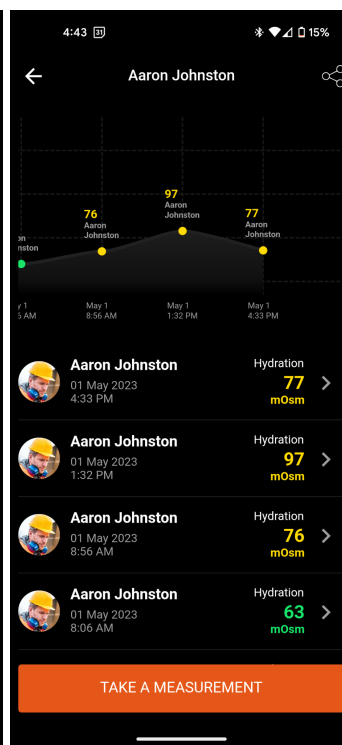 4:43 31 15%
Aaron Johnston
97
Aaron
Johnston
76
Aaron
Johnston
77
Aaron
Johnston
May 1
8:56 AM
May 1
1:32 PM
May 1
4:33 PM
Aaron Johnston
01 May 2023
4:33 PM
Hydration
77
mOsm
Aaron Johnston
01 May 2023
1:32 PM
Hydration
97
mOsm
Aaron Johnston
01 May 2023
8:56 AM
Hydration
76
mOsm
Aaron Johnston
01 May 2023
8:06 AM
Hydration
63
mOsm
TAKE A MEASUREMENT